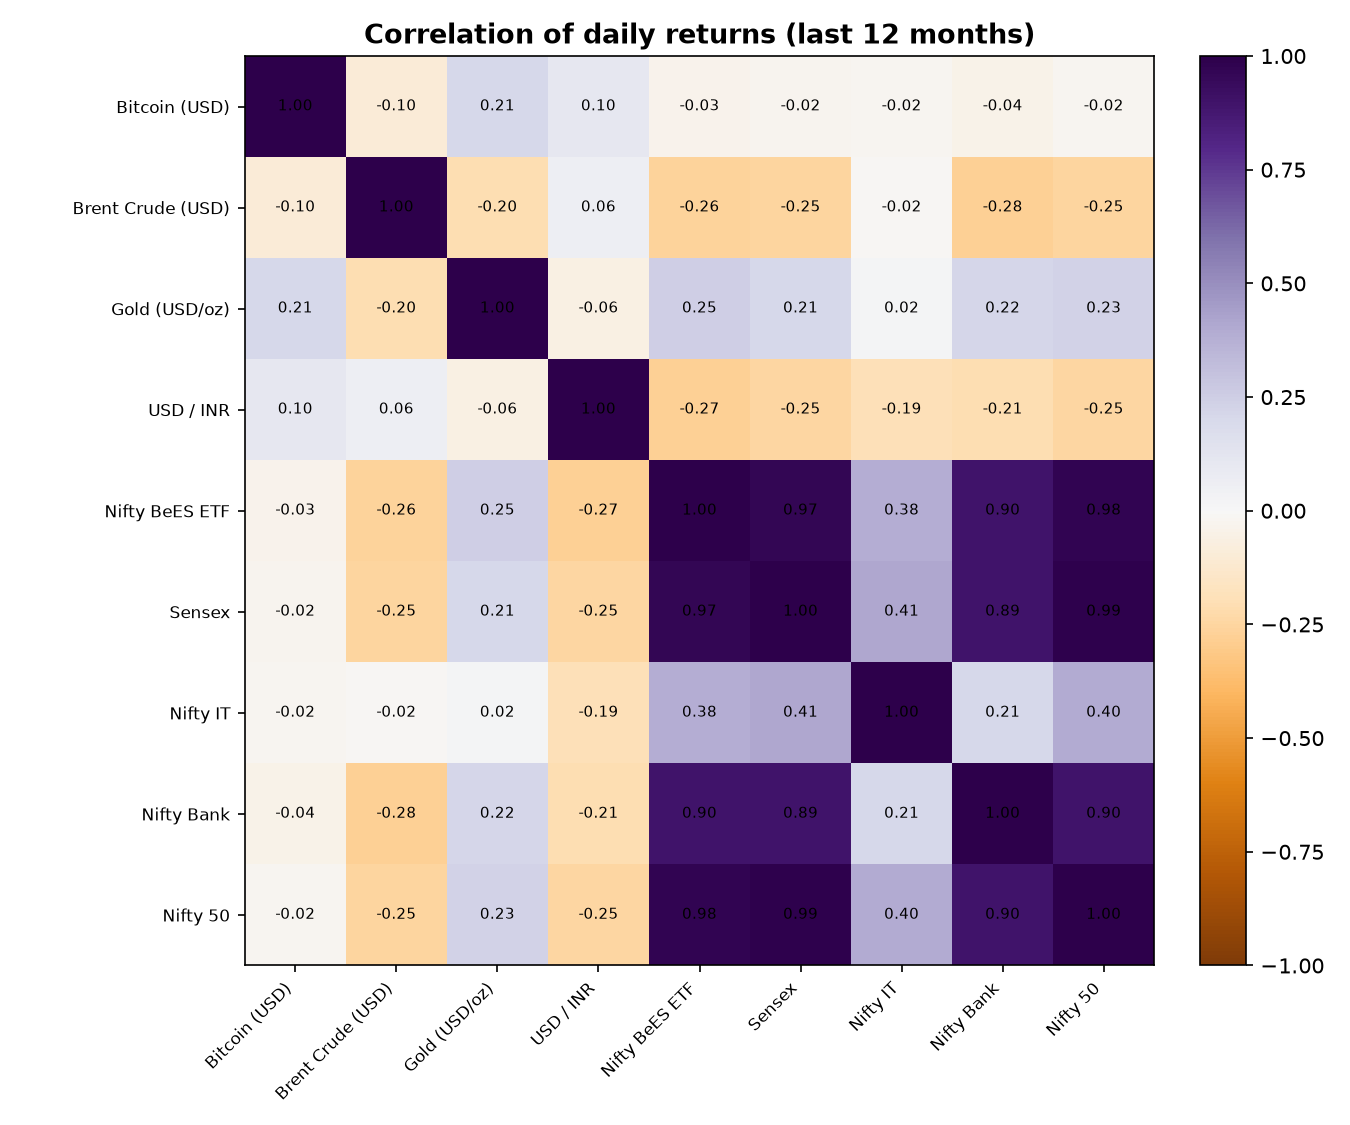 Correlation of daily returns (last 12 months)
Bitcoin (USD) 1.00 -0.10 0.21 0.10 -0.03 -0.02 -0.02 -0.04 -0.02
Brent Crude (USD) -0.10 1.00 -0.20 0.06 -0.26 -0.25 -0.02 -0.28 -0.25
Gold (USD/oz) 0.21 -0.20 1.00 -0.06 0.25 0.21 0.02 0.22 0.23
USD / INR 0.10 0.06 -0.06 1.00 -0.27 -0.25 -0.19 -0.21 -0.25
Nifty BeES ETF -0.03 -0.26 0.25 -0.27 1.00 0.97 0.38 0.90 0.98
Sensex -0.02 -0.25 0.21 -0.25 0.97 1.00 0.41 0.89 0.99
Nifty IT -0.02 -0.02 0.02 -0.19 0.38 0.41 1.00 0.21 0.40
Nifty Bank -0.04 -0.28 0.22 -0.21 0.90 0.89 0.21 1.00 0.90
Nifty 50 -0.02 -0.25 0.23 -0.25 0.98 0.99 0.40 0.90 1.00
Bitcoin (USD) Brent Crude (USD) Gold (USD/oz) USD / INR Nifty BeES ETF Sensex Nifty IT Nifty Bank Nifty 50
1.00
0.75
0.50
0.25
0.00
−0.25
−0.50
−0.75
−1.00